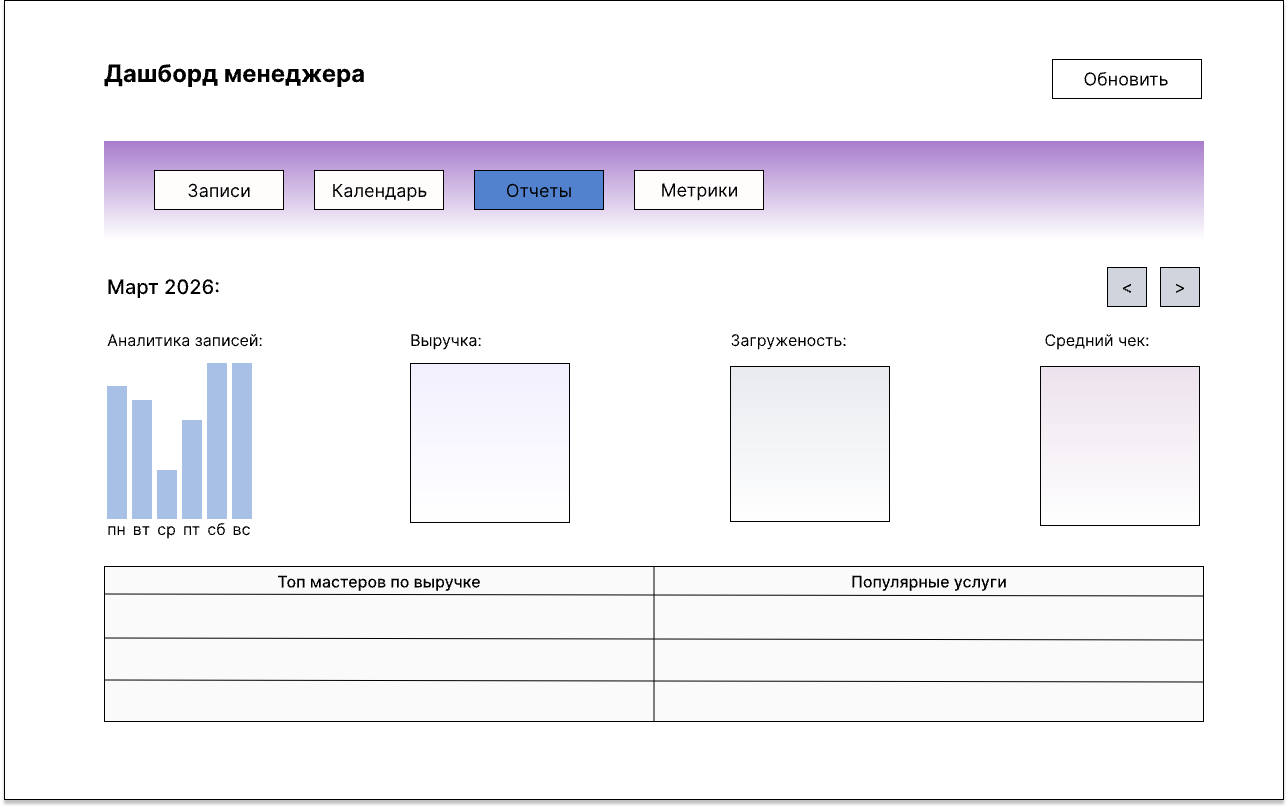 Дашборд менеджера
Обновить
Записи
Календарь
Отчеты
Метрики
Март 2026:
<
>
Аналитика записей:
Выручка:
Загруженость:
Средний чек:
пн вт ср пт сб вс
Топ мастеров по выручке
Популярные услуги